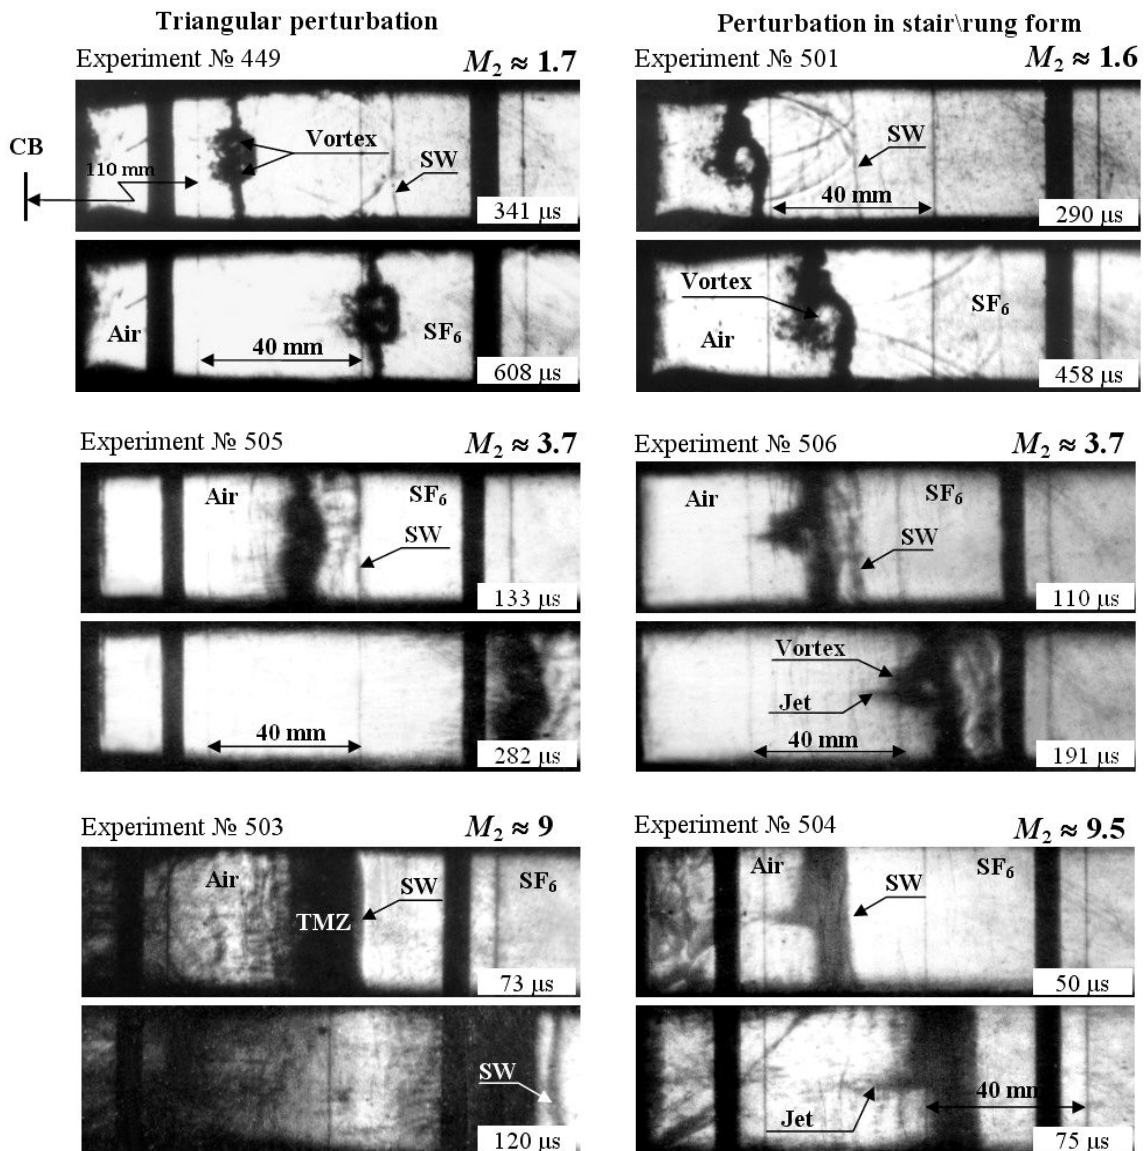 Triangular perturbation
Perturbation in stair\rung form
Experiment № 449
M2 ≈ 1.7
Experiment № 501
M2 ≈ 1.6
CB
110 mm
Vortex
SW
341 µs
SW
40 mm
290 µs
Air
40 mm
SF6
608 µs
Vortex
Air
SF6
458 µs
Experiment № 505
M2 ≈ 3.7
Experiment № 506
M2 ≈ 3.7
Air
SF6
SW
133 µs
Air
SF6
SW
110 µs
40 mm
282 µs
Vortex
Jet
40 mm
191 µs
Experiment № 503
M2 ≈ 9
Experiment № 504
M2 ≈ 9.5
Air
SW
SF6
TMZ
73 µs
Air
SF6
SW
50 µs
SW
120 µs
40 mm
Jet
75 µs